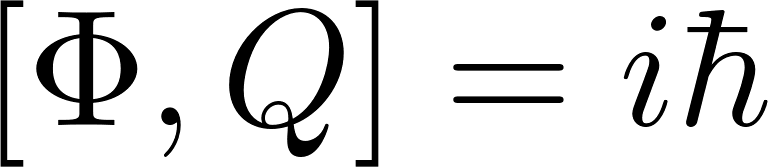 [Φ, Q] = iℏ